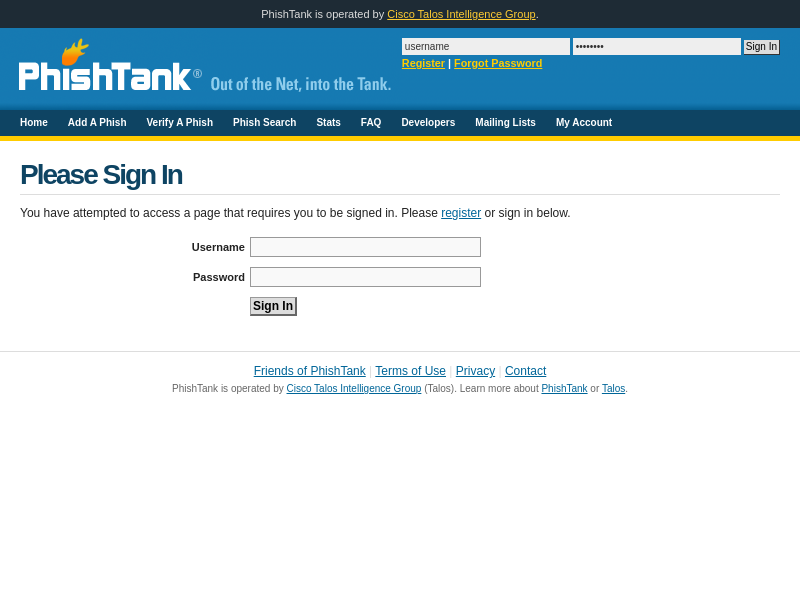 PhishTank is operated by Cisco Talos Intelligence Group.
username •••••••• Sign In
Register | Forgot Password
PhishTank® Out of the Net, into the Tank.
Home Add A Phish Verify A Phish Phish Search Stats FAQ Developers Mailing Lists My Account
Please Sign In
You have attempted to access a page that requires you to be signed in. Please register or sign in below.
Username
Password
Sign In
Friends of PhishTank | Terms of Use | Privacy | Contact
PhishTank is operated by Cisco Talos Intelligence Group (Talos). Learn more about PhishTank or Talos.